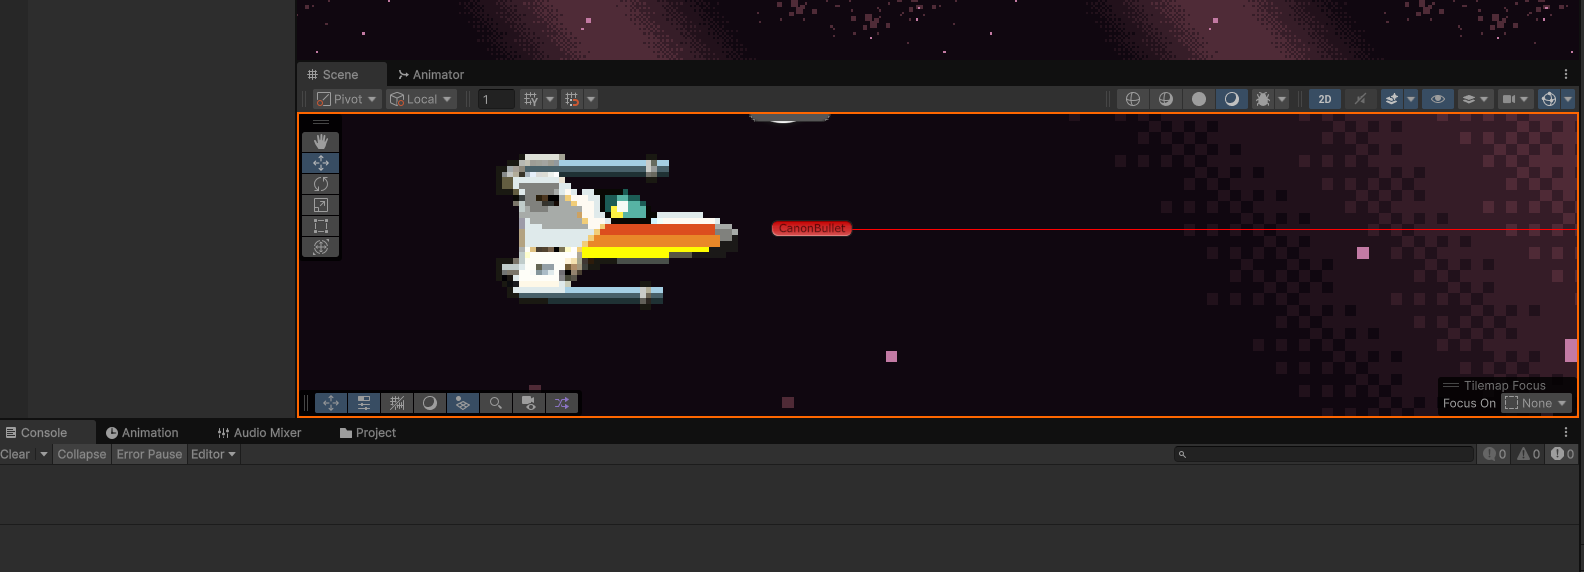 Scene Animator
Pivot Local 1 2D
CanonBullet
Tilemap Focus
Focus On None
Console Animation Audio Mixer Project
Clear Collapse Error Pause Editor 0 0 0